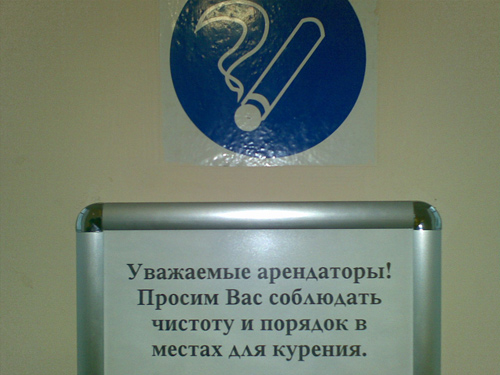 Уважаемые арендаторы!
Просим Вас соблюдать
чистоту и порядок в
местах для курения.